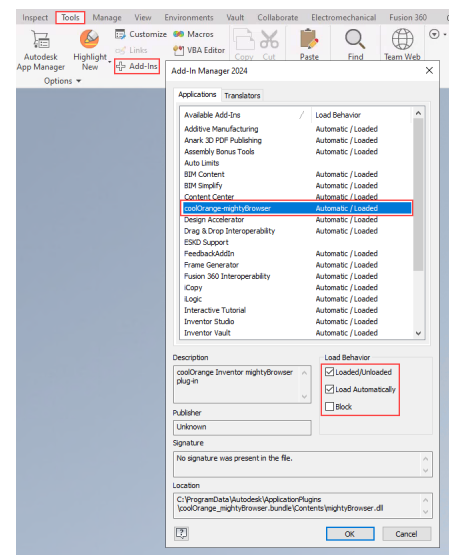 Inspect Tools Manage View Environments Vault Collaborate Electromechanical Fusion 360
Autodesk App Manager
Highlight New
Customize
Links
Add-Ins
Macros
VBA Editor
Copy
Cut
Paste
Find
Team Web
Options
Add-In Manager 2024
Applications Translators
Available Add-Ins / Load Behavior
Additive Manufacturing Automatic / Loaded
Anark 3D PDF Publishing Automatic / Loaded
Assembly Bonus Tools Automatic / Loaded
Auto Limits
BIM Content Automatic / Loaded
BIM Simplify Automatic / Loaded
Content Center Automatic / Loaded
coolOrange-mightyBrowser Automatic / Loaded
Design Accelerator Automatic / Loaded
Drag & Drop Interoperability Automatic / Loaded
ESKD Support
FeedbackAddIn Automatic / Loaded
Frame Generator Automatic / Loaded
Fusion 360 Interoperability Automatic / Loaded
iCopy Automatic / Loaded
iLogic Automatic / Loaded
Interactive Tutorial Automatic / Loaded
Inventor Studio Automatic / Loaded
Inventor Vault Automatic / Loaded
Description
coolOrange Inventor mightyBrowser
plug-in
Load Behavior
Loaded/Unloaded
Load Automatically
Block
Publisher
Unknown
Signature
No signature was present in the file.
Location
C:\ProgramData\Autodesk\ApplicationPlugins
\coolOrange_mightyBrowser.bundle\Contents\mightyBrowser.dll
OK Cancel